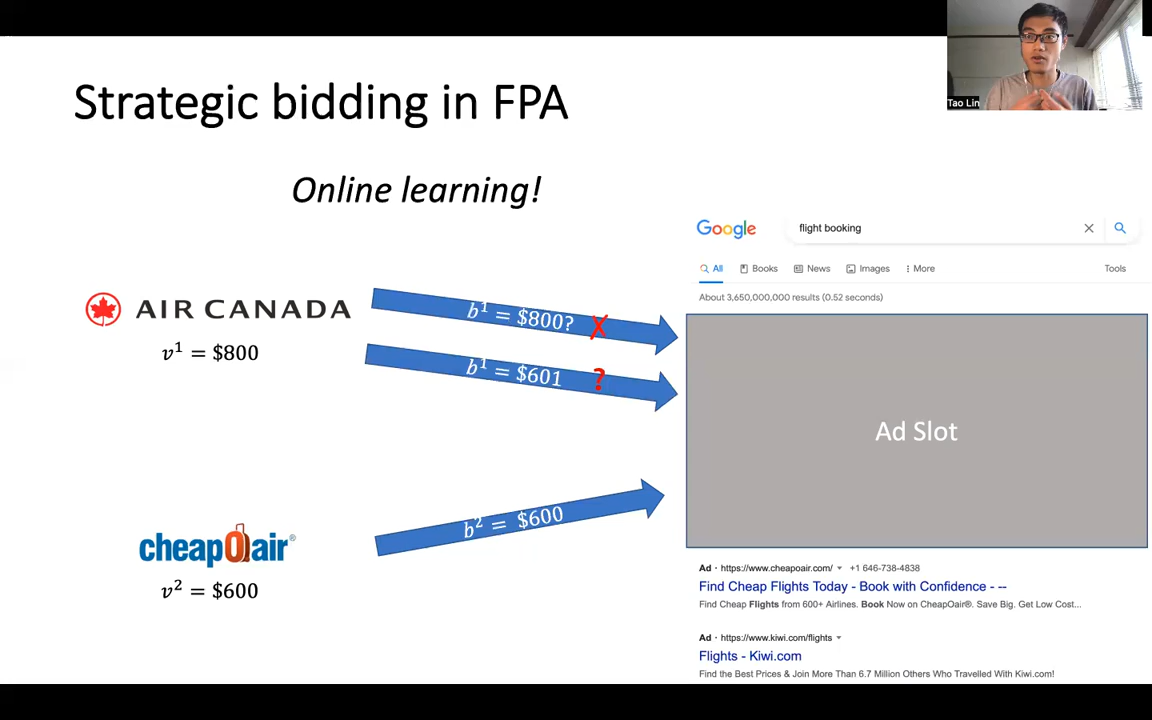 Tao Lin
Strategic bidding in FPA
Online learning!
Google
flight booking
All Books News Images More Tools
About 3,650,000,000 results (0.52 seconds)
AIR CANADA
v¹ = $800
b¹ = $800? X
b¹ = $601 ?
Ad Slot
b² = $600
cheapOair®
v² = $600
Ad · https://www.cheapoair.com/ +1 646-738-4838
Find Cheap Flights Today - Book with Confidence - --
Find Cheap Flights from 600+ Airlines. Book Now on CheapOair®. Save Big. Get Low Cost...
Ad · https://www.kiwi.com/flights
Flights - Kiwi.com
Find the Best Prices & Join More Than 6.7 Million Others Who Travelled With Kiwi.com!